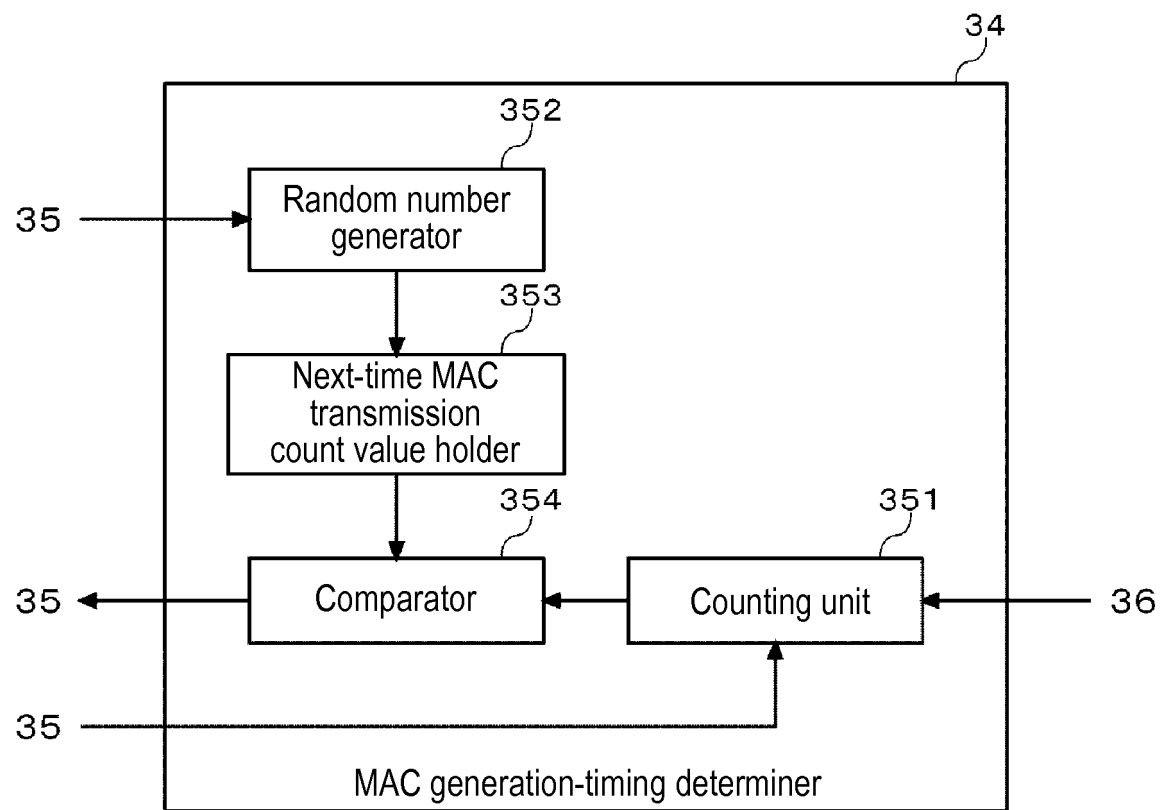 34
352
35
Random number
generator
353
Next-time MAC
transmission
count value holder
354
351
35
Comparator
Counting unit
36
35
MAC generation-timing determiner